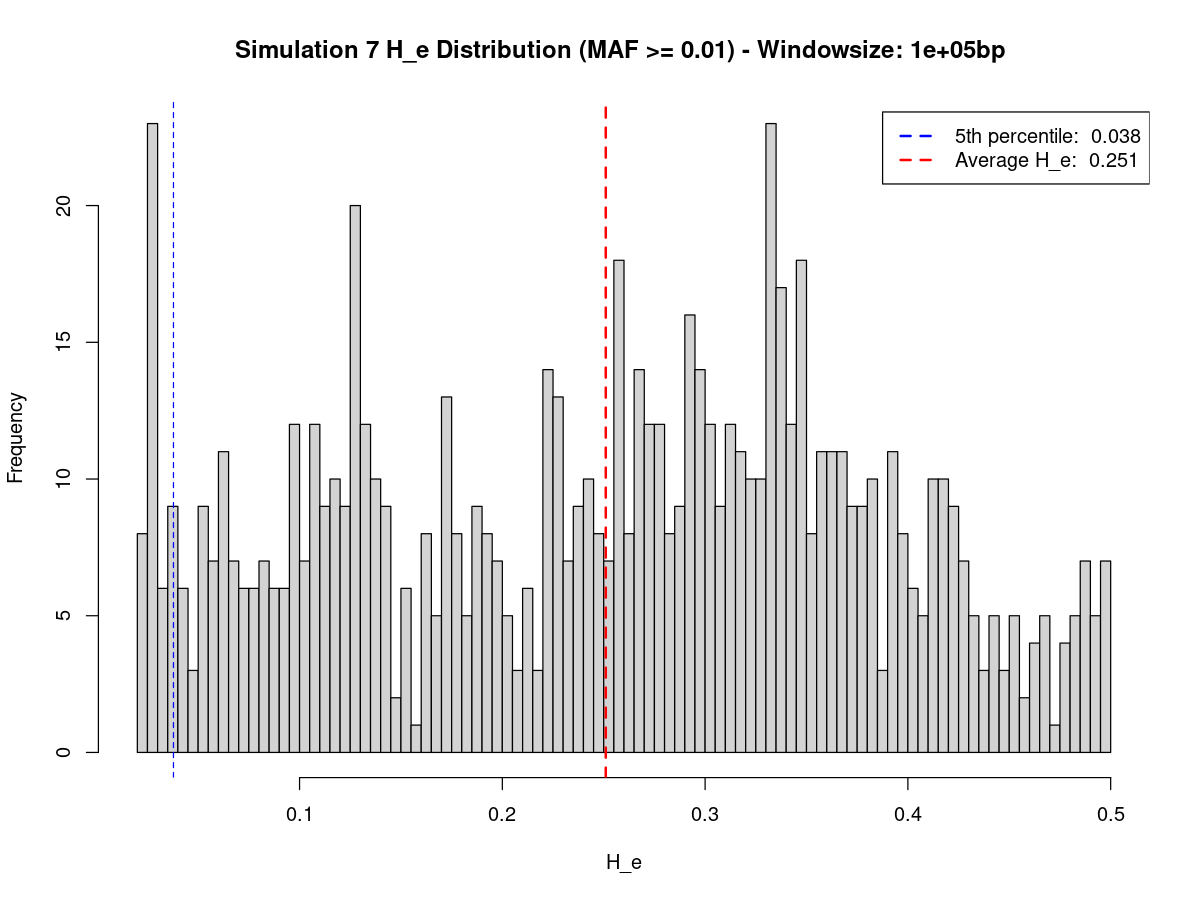 Simulation 7 H_e Distribution (MAF >= 0.01) - Windowsize: 1e+05bp
5th percentile: 0.038
Average H_e: 0.251
Frequency
20
15
10
5
0
0.1 0.2 0.3 0.4 0.5
H_e